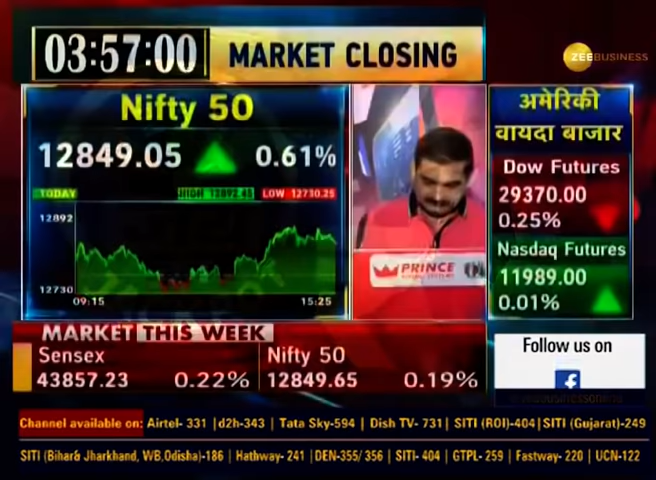 03:57:00
MARKET CLOSING
ZEE BUSINESS
Nifty 50
12849.05 0.61%
TODAY HIGH 12892.45 LOW 12730.25
12892
12730
09:15 15:25
PRINCE
अमेरिकी
वायदा बाजार
Dow Futures
29370.00
0.25%
Nasdaq Futures
11989.00
0.01%
MARKET THIS WEEK
Sensex
43857.23 0.22%
Nifty 50
12849.65 0.19%
Follow us on
Channel available on: Airtel- 331 | d2h-343 | Tata Sky-594 | Dish TV- 731 | SITI (ROI)-404 | SITI (Gujarat)-249
SITI (Bihar& Jharkhand, WB,Odisha)-186 | Hathway- 241 |DEN-355/ 356 | SITI- 404 | GTPL- 259 | Fastway- 220 | UCN-122